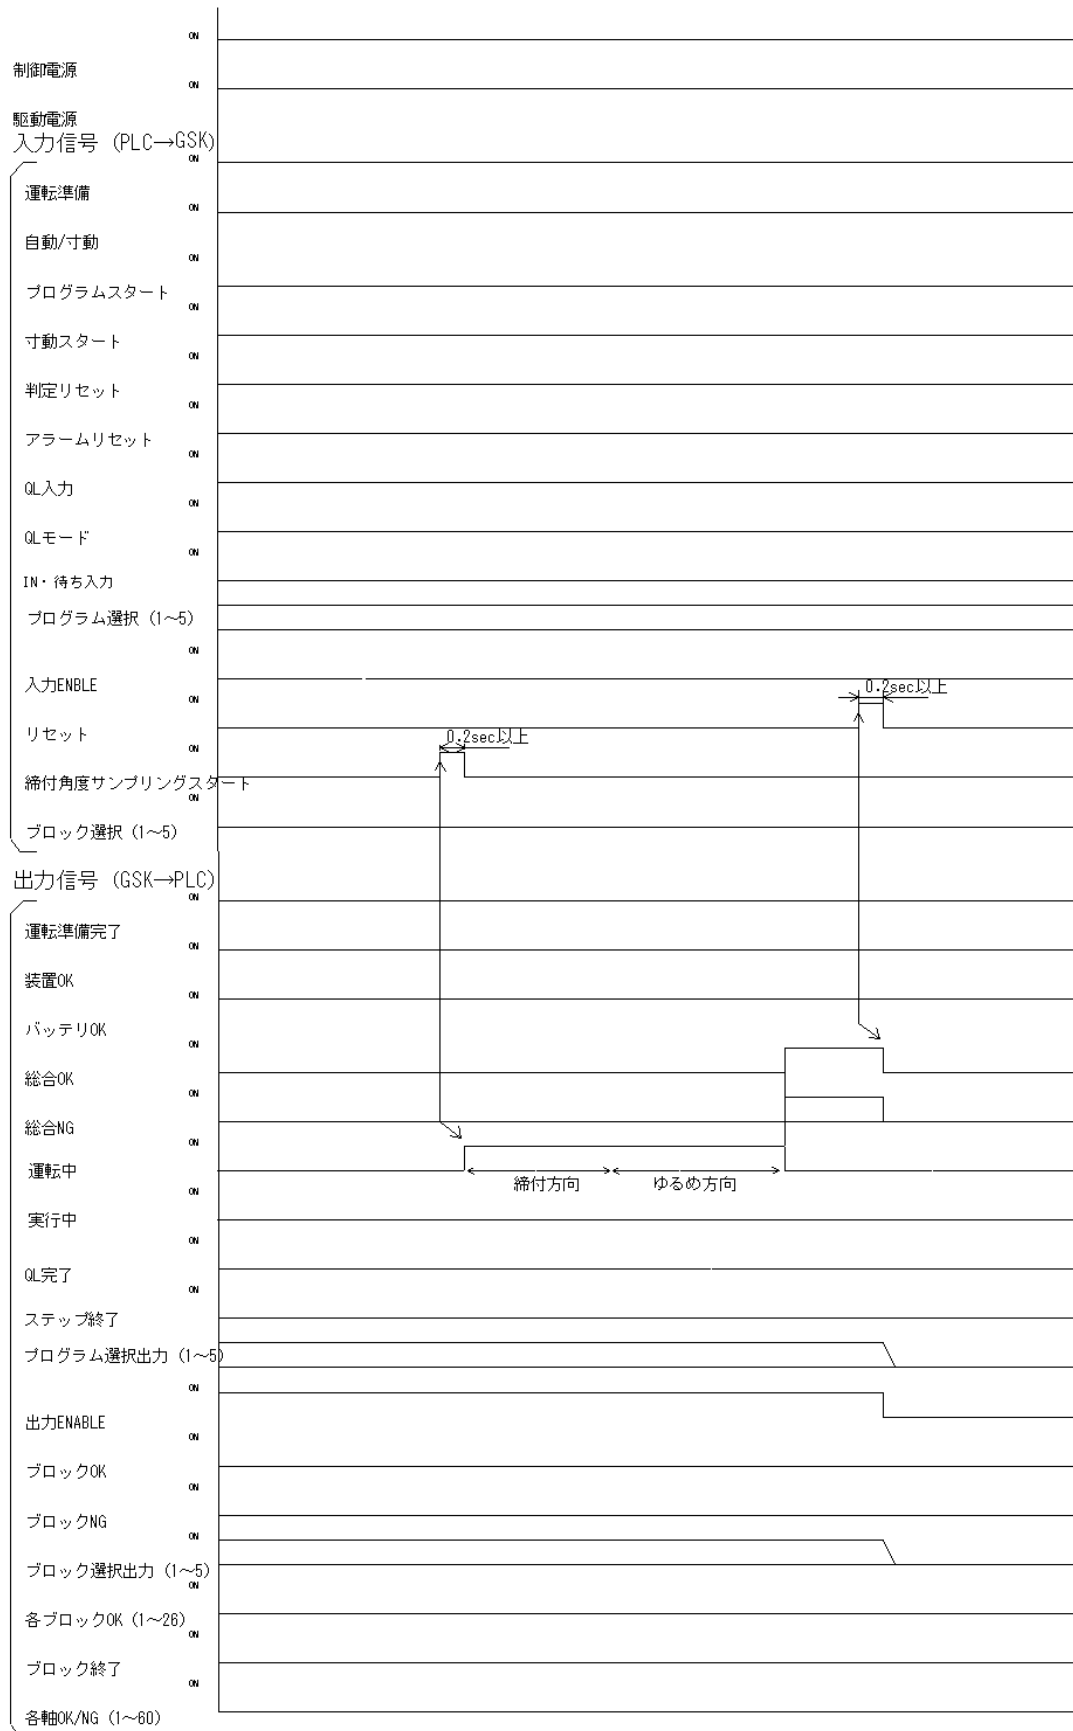 ON
制御電源
ON
駆動電源
入力信号 (PLC→GSK)
ON
運転準備
ON
自動/寸動
ON
プログラムスタート
ON
寸動スタート
ON
判定リセット
ON
アラームリセット
ON
QL入力
ON
QLモード
ON
IN・待ち入力
プログラム選択 (1～5)
ON
入力ENBLE
0.2sec以上
ON
リセット
0.2sec以上
ON
締付角度サンプリングスタート
ON
ブロック選択 (1～5)
出力信号 (GSK→PLC)
ON
運転準備完了
ON
装置OK
ON
バッテリOK
ON
総合OK
ON
総合NG
ON
運転中
締付方向 ゆるめ方向
ON
実行中
ON
QL完了
ON
ステップ終了
プログラム選択出力 (1～5)
ON
出力ENABLE
ON
ブロックOK
ON
ブロックNG
ON
ブロック選択出力 (1～5)
ON
各ブロックOK (1～26)
ON
ブロック終了
ON
各軸OK/NG (1～60)